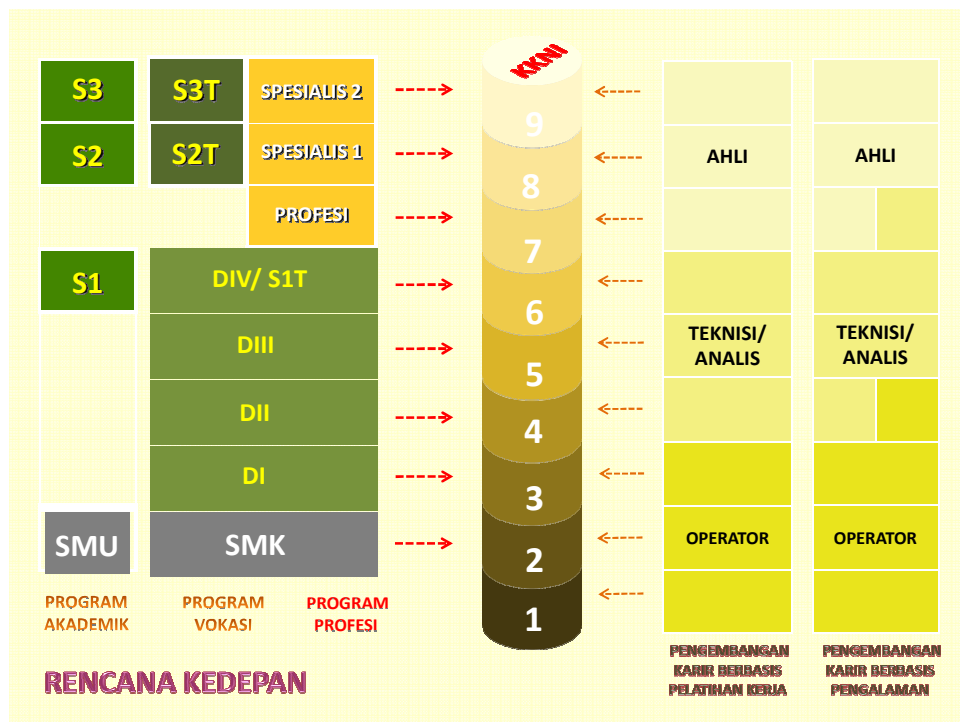 KKNI
S3
S3T
SPESIALIS 2
9
S2
S2T
SPESIALIS 1
8
AHLI
AHLI
PROFESI
7
S1
DIV/ S1T
6
DIII
5
TEKNISI/
ANALIS
TEKNISI/
ANALIS
DII
4
DI
3
SMU
SMK
2
OPERATOR
OPERATOR
1
PROGRAM
AKADEMIK
PROGRAM
VOKASI
PROGRAM
PROFESI
PENGEMBANGAN
KARIR BERBASIS
PELATIHAN KERJA
PENGEMBANGAN
KARIR BERBASIS
PENGALAMAN
RENCANA KEDEPAN